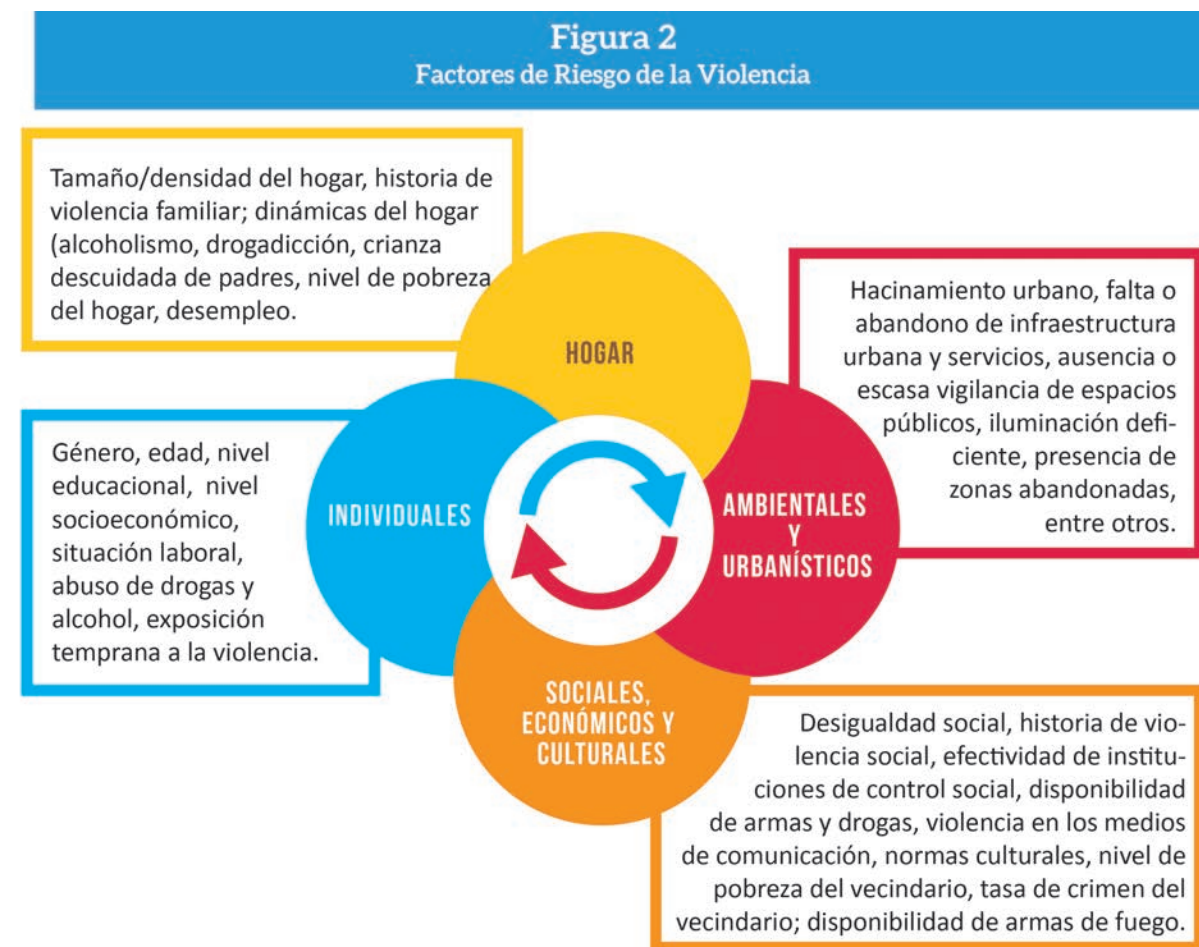 Figura 2
Factores de Riesgo de la Violencia
Tamaño/densidad del hogar, historia de
violencia familiar; dinámicas del hogar
(alcoholismo, drogadicción, crianza
descuidada de padres, nivel de pobreza
del hogar, desempleo.
HOGAR
Hacinamiento urbano, falta o
abandono de infraestructura
urbana y servicios, ausencia o
escasa vigilancia de espacios
públicos, iluminación defi-
ciente, presencia de
zonas abandonadas,
entre otros.
AMBIENTALES
Y
URBANÍSTICOS
Género, edad, nivel
educacional, nivel
socioeconómico,
situación laboral,
abuso de drogas y
alcohol, exposición
temprana a la violencia.
INDIVIDUALES
SOCIALES,
ECONÓMICOS Y
CULTURALES
Desigualdad social, historia de vio-
lencia social, efectividad de institu-
ciones de control social, disponibilidad
de armas y drogas, violencia en los medios
de comunicación, normas culturales, nivel de
pobreza del vecindario, tasa de crimen del
vecindario; disponibilidad de armas de fuego.